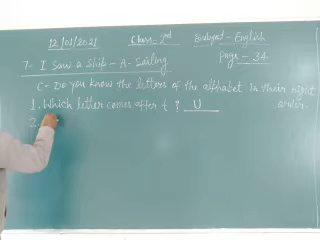 12/01/2021 Class-2nd Subject-English
7- I Saw a Ship-A-Sailing Page-34
C- Do you know the letters of the alphabet in their right order.
1. Which letter comes after t ? U
2.